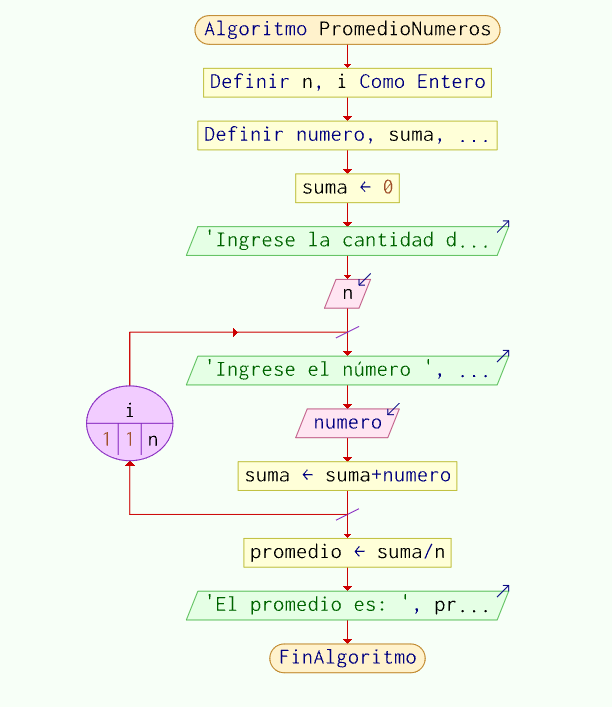 Algoritmo PromedioNumeros
Definir n, i Como Entero
Definir numero, suma, ...
suma ← 0
'Ingrese la cantidad d...
n
'Ingrese el número ', ...
i
1 1 n
numero
suma ← suma+numero
promedio ← suma/n
'El promedio es: ', pr...
FinAlgoritmo